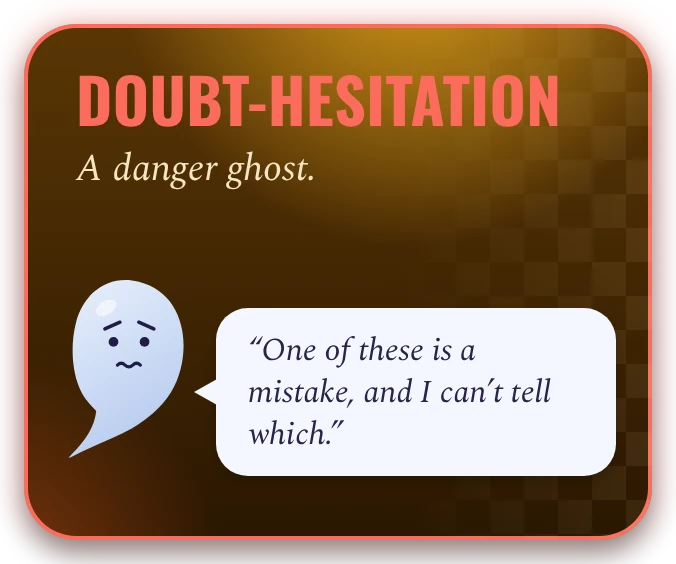 DOUBT-HESITATION
A danger ghost.
“One of these is a
mistake, and I can’t tell
which.”